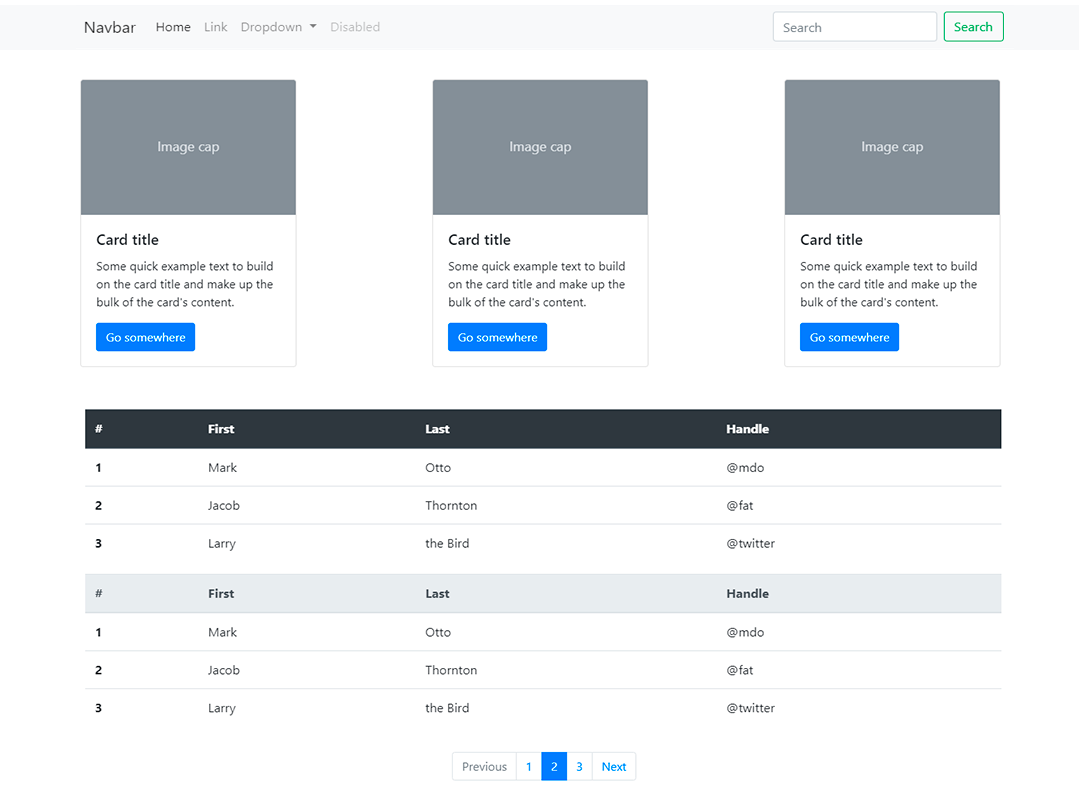 Navbar Home Link Dropdown Disabled Search Search
Image cap
Card title
Some quick example text to build
on the card title and make up the
bulk of the card's content.
Go somewhere
Image cap
Card title
Some quick example text to build
on the card title and make up the
bulk of the card's content.
Go somewhere
Image cap
Card title
Some quick example text to build
on the card title and make up the
bulk of the card's content.
Go somewhere
# First Last Handle
1 Mark Otto @mdo
2 Jacob Thornton @fat
3 Larry the Bird @twitter
# First Last Handle
1 Mark Otto @mdo
2 Jacob Thornton @fat
3 Larry the Bird @twitter
Previous 1 2 3 Next